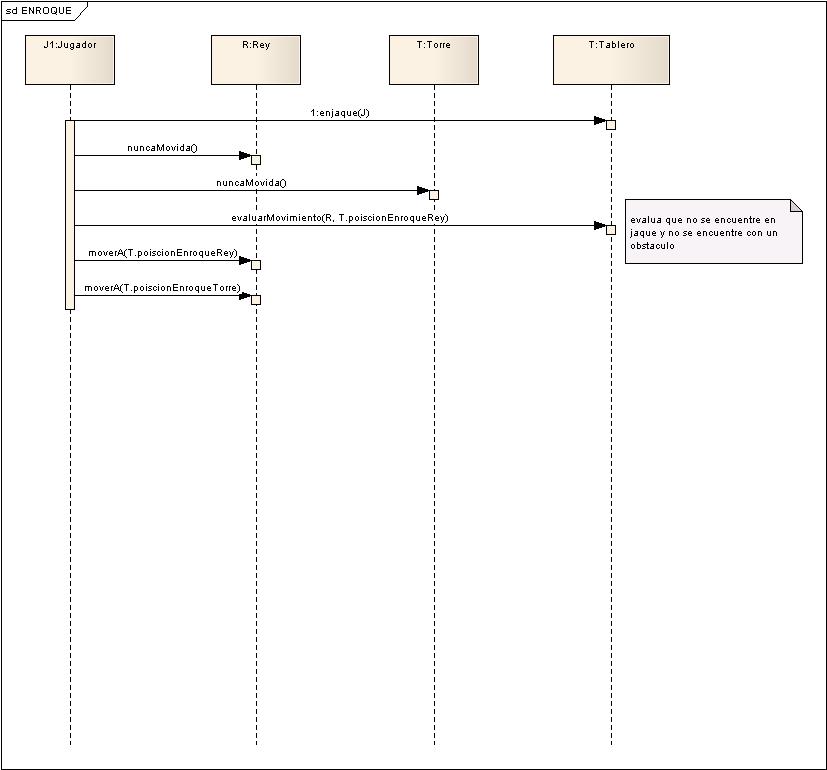 sd ENROQUE
J1:Jugador
R:Rey
T:Torre
T:Tablero
1:enjaque(J)
nuncaMovida()
nuncaMovida()
evaluarMovimiento(R, T.poiscionEnroqueRey)
evalua que no se encuentre en
jaque y no se encuentre con un
obstaculo
moverA(T.poiscionEnroqueRey)
moverA(T.poiscionEnroqueTorre)